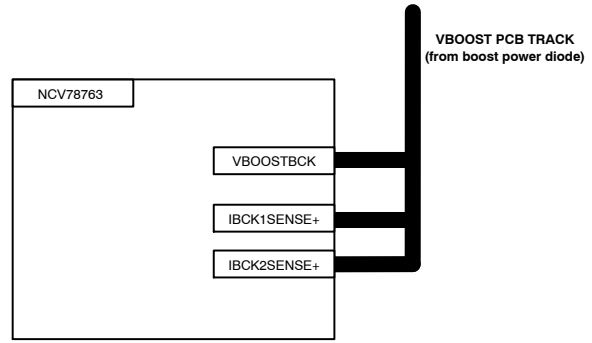 VBOOST PCB TRACK
(from boost power diode)
NCV78763
VBOOSTBCK
IBCK1SENSE+
IBCK2SENSE+